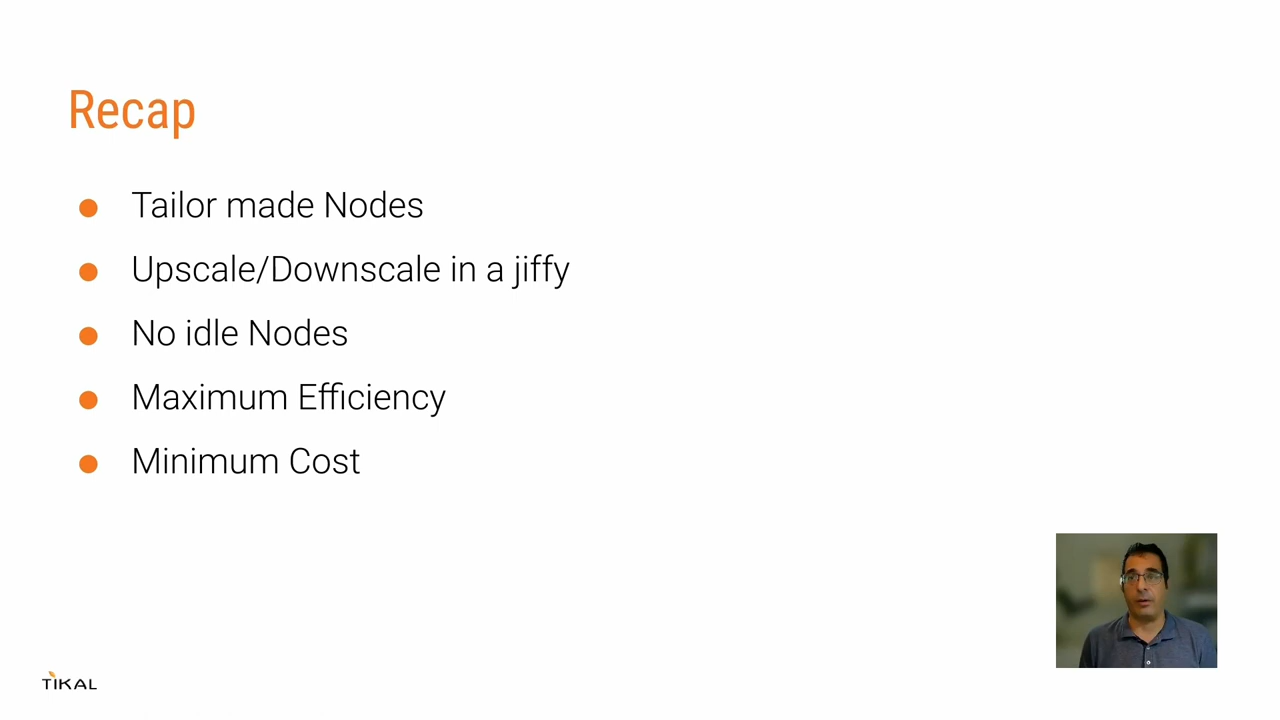 Recap
Tailor made Nodes
Upscale/Downscale in a jiffy
No idle Nodes
Maximum Efficiency
Minimum Cost
TIKAL